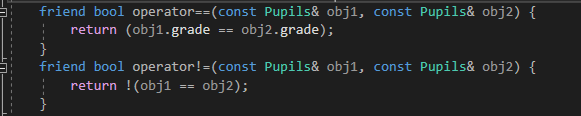 friend bool operator==(const Pupils& obj1, const Pupils& obj2) {
return (obj1.grade == obj2.grade);
}
friend bool operator!=(const Pupils& obj1, const Pupils& obj2) {
return !(obj1 == obj2);
}